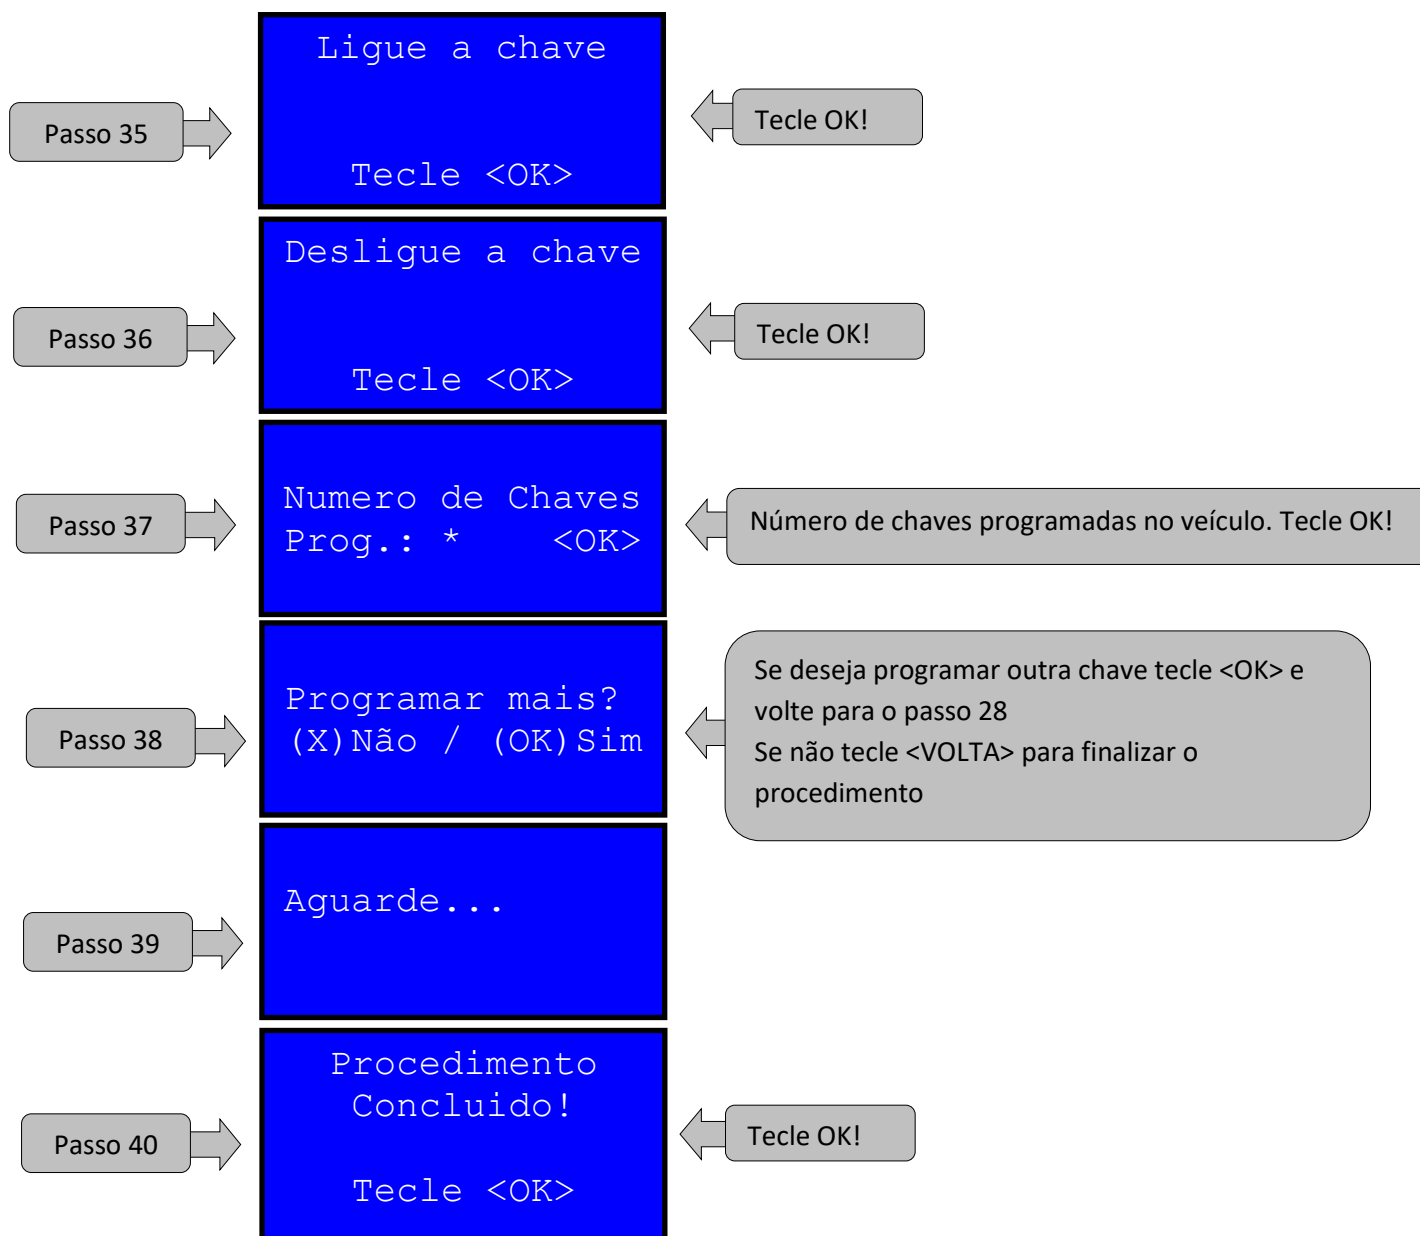 Passo 35
Ligue a chave
Tecle <OK>
Tecle OK!
Passo 36
Desligue a chave
Tecle <OK>
Tecle OK!
Passo 37
Numero de Chaves
Prog.: * <OK>
Número de chaves programadas no veículo. Tecle OK!
Passo 38
Programar mais?
(X)Não / (OK)Sim
Se deseja programar outra chave tecle <OK> e
volte para o passo 28
Se não tecle <VOLTA> para finalizar o
procedimento
Passo 39
Aguarde...
Passo 40
Procedimento
Concluido!
Tecle <OK>
Tecle OK!